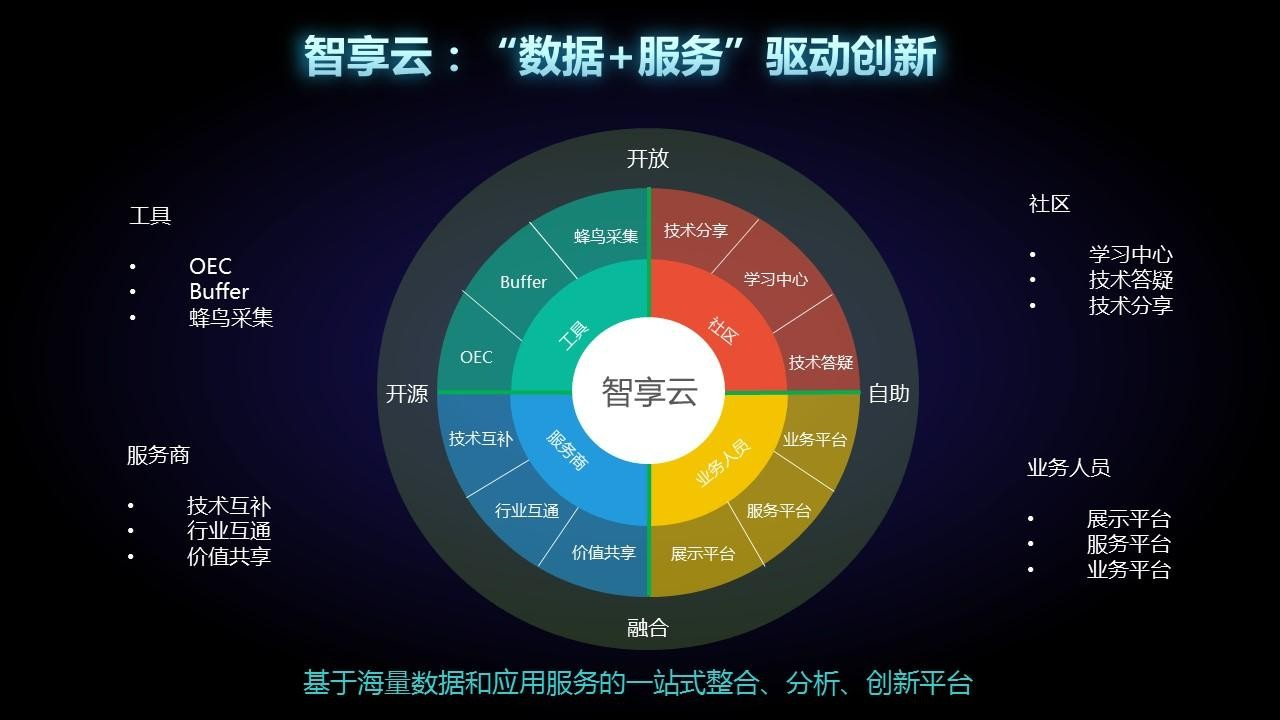 智享云：“数据+服务”驱动创新
工具
• OEC
• Buffer
• 蜂鸟采集
服务商
• 技术互补
• 行业互通
• 价值共享
开放
蜂鸟采集
技术分享
Buffer
学习中心
OEC
工具
社区
技术答疑
开源
智享云
自助
技术互补
服务商
业务人员
业务平台
行业互通
服务平台
价值共享
展示平台
融合
社区
• 学习中心
• 技术答疑
• 技术分享
业务人员
• 展示平台
• 服务平台
• 业务平台
基于海量数据和应用服务的一站式整合、分析、创新平台